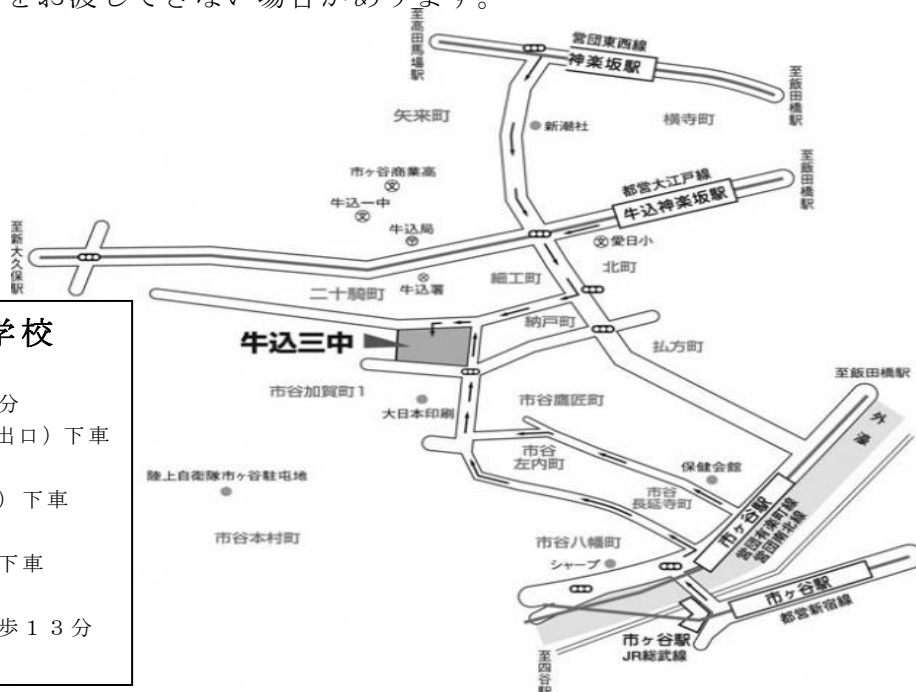 をお渡しできない場合があります。
至高田馬場駅
営団東西線
神楽坂駅
至飯田橋駅
矢来町
新潮社
横寺町
市ヶ谷商業高
文
牛込一中
文
牛込局
都営大江戸線
牛込神楽坂駅
至飯田橋駅
至新大久保駅
文愛日小
北町
細工町
二十騎町
牛込署
納戸町
払方町
学校
牛込三中
分
出口）下車
）下車
下車
歩１３分
市谷加賀町1
大日本印刷
市谷鷹匠町
至飯田橋駅
外濠
市谷
左内町
保健会館
陸上自衛隊市ヶ谷駐屯地
市谷
長延寺町
市谷本村町
市谷八幡町
シャープ
市ヶ谷駅
営団有楽町線
営団南北線
市ヶ谷駅
都営新宿線
市ヶ谷駅
JR総武線
至四谷駅